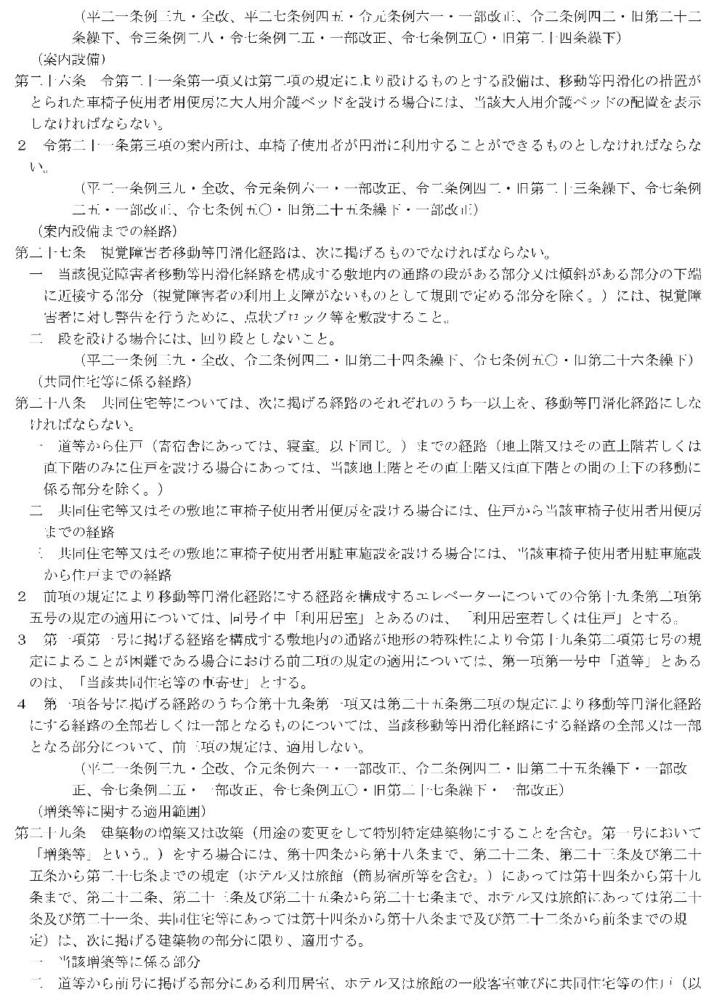 （平二一条例三九・全改、平二七条例四五・令元条例六一・一部改正、令二条例四二・旧第二十二
条繰下、令三条例二八・令七条例二五・一部改正、令七条例五〇・旧第二十四条繰下）
（案内設備）
第二十六条　令第二十一条第一項又は第二項の規定により設けるものとする設備は、移動等円滑化の措置が
とられた車椅子使用者用便房に大人用介護ベッドを設ける場合には、当該大人用介護ベッドの配置を表示
しなければならない。
２　令第二十一条第三項の案内所は、車椅子使用者が円滑に利用することができるものとしなければならな
い。
（平二一条例三九・全改、令元条例六一・一部改正、令二条例四二・旧第二十三条繰下、令七条例
二五・一部改正、令七条例五〇・旧第二十五条繰下・一部改正）
（案内設備までの経路）
第二十七条　視覚障害者移動等円滑化経路は、次に掲げるものでなければならない。
一　当該視覚障害者移動等円滑化経路を構成する敷地内の通路の段がある部分又は傾斜がある部分の下端
に近接する部分（視覚障害者の利用上支障がないものとして規則で定める部分を除く。）には、視覚障
害者に対し警告を行うために、点状ブロック等を敷設すること。
二　段を設ける場合には、回り段としないこと。
（平二一条例三九・全改、令二条例四二・旧第二十四条繰下、令七条例五〇・旧第二十六条繰下）
（共同住宅等に係る経路）
第二十八条　共同住宅等については、次に掲げる経路のそれぞれのうち一以上を、移動等円滑化経路にしな
ければならない。
一　道等から住戸（寄宿舎にあっては、寝室。以下同じ。）までの経路（地上階又はその直上階若しくは
直下階のみに住戸を設ける場合にあっては、当該地上階とその直上階又は直下階との間の上下の移動に
係る部分を除く。）
二　共同住宅等又はその敷地に車椅子使用者用便房を設ける場合には、住戸から当該車椅子使用者用便房
までの経路
三　共同住宅等又はその敷地に車椅子使用者用駐車施設を設ける場合には、当該車椅子使用者用駐車施設
から住戸までの経路
２　前項の規定により移動等円滑化経路にする経路を構成するエレベーターについての令第十九条第二項第
五号の規定の適用については、同号イ中「利用居室」とあるのは、「利用居室若しくは住戸」とする。
３　第一項第一号に掲げる経路を構成する敷地内の通路が地形の特殊性により令第十九条第二項第七号の規
定によることが困難である場合における前二項の規定の適用については、第一項第一号中「道等」とある
のは、「当該共同住宅等の車寄せ」とする。
４　第一項各号に掲げる経路のうち令第十九条第一項又は第二十五条第二項の規定により移動等円滑化経路
にする経路の全部若しくは一部となるものについては、当該移動等円滑化経路にする経路の全部又は一部
となる部分について、前三項の規定は、適用しない。
（平二一条例三九・全改、令元条例六一・一部改正、令二条例四二・旧第二十五条繰下・一部改
正、令七条例二五・一部改正、令七条例五〇・旧第二十七条繰下・一部改正）
（増築等に関する適用範囲）
第二十九条　建築物の増築又は改築（用途の変更をして特別特定建築物にすることを含む。第一号において
「増築等」という。）をする場合には、第十四条から第十八条まで、第二十二条、第二十三条及び第二十
五条から第二十七条までの規定（ホテル又は旅館（簡易宿所等を含む。）にあっては第十四条から第十九
条まで、第二十二条、第二十三条及び第二十五条から第二十七条まで、ホテル又は旅館にあっては第二十
条及び第二十一条、共同住宅等にあっては第十四条から第十八条まで及び第二十二条から前条までの規
定）は、次に掲げる建築物の部分に限り、適用する。
一　当該増築等に係る部分
二　道等から前号に掲げる部分にある利用居室、ホテル又は旅館の一般客室並びに共同住宅等の住戸（以